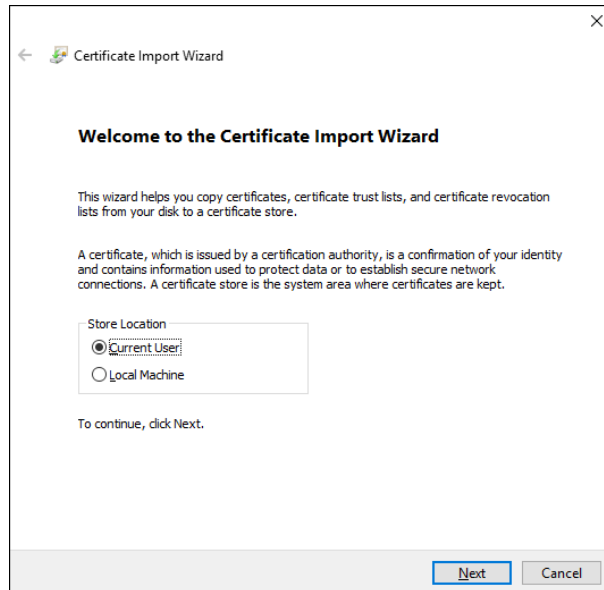 Certificate Import Wizard
Welcome to the Certificate Import Wizard
This wizard helps you copy certificates, certificate trust lists, and certificate revocation
lists from your disk to a certificate store.
A certificate, which is issued by a certification authority, is a confirmation of your identity
and contains information used to protect data or to establish secure network
connections. A certificate store is the system area where certificates are kept.
Store Location
Current User
Local Machine
To continue, click Next.
Next
Cancel